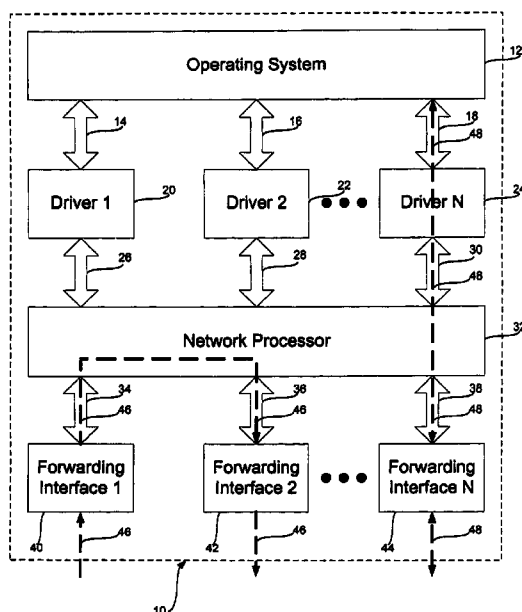 Operating System
12
14
16
18
48
Driver 1
20
Driver 2
22
Driver N
24
26
28
30
48
Network Processor
32
34
46
36
46
38
48
Forwarding
Interface 1
Forwarding
Interface 2
Forwarding
Interface N
40
46
42
46
44
48
10